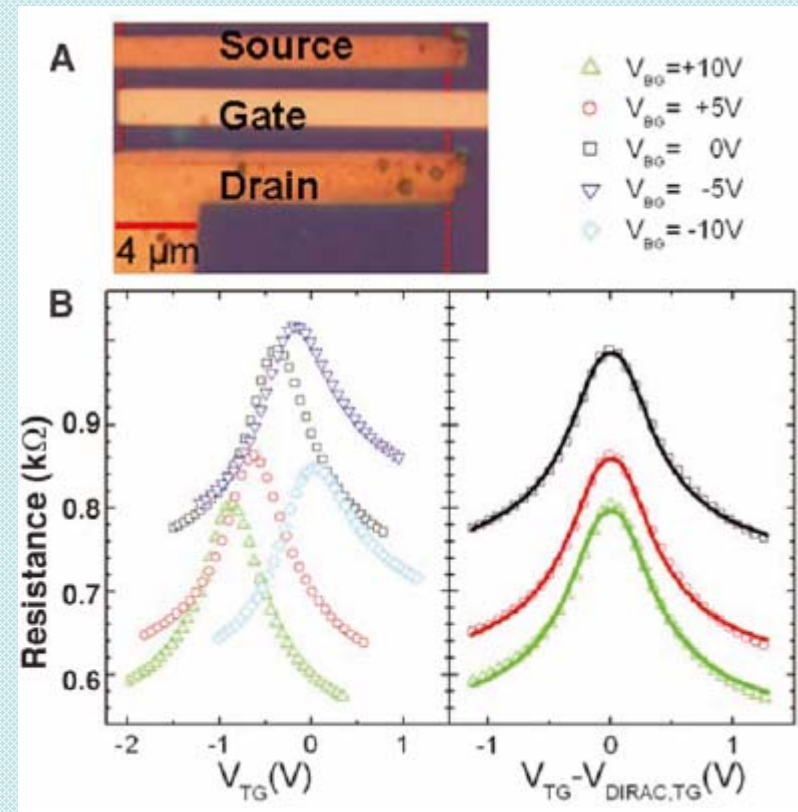 A
Source
Gate
Drain
4 µm
V_BG=+10V
V_BG= +5V
V_BG= 0V
V_BG= -5V
V_BG= -10V
B
Resistance (kΩ)
0.9
0.8
0.7
0.6
-2 -1 0 1
-1 0 1
V_TG(V)
V_TG-V_DIRAC,TG(V)